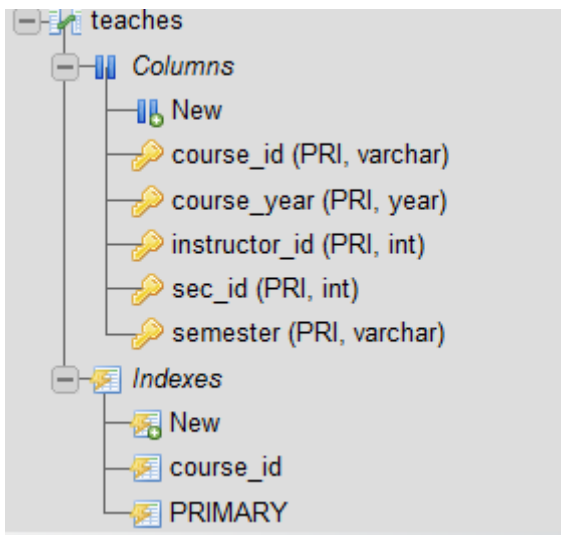 teaches
Columns
New
course_id (PRI, varchar)
course_year (PRI, year)
instructor_id (PRI, int)
sec_id (PRI, int)
semester (PRI, varchar)
Indexes
New
course_id
PRIMARY